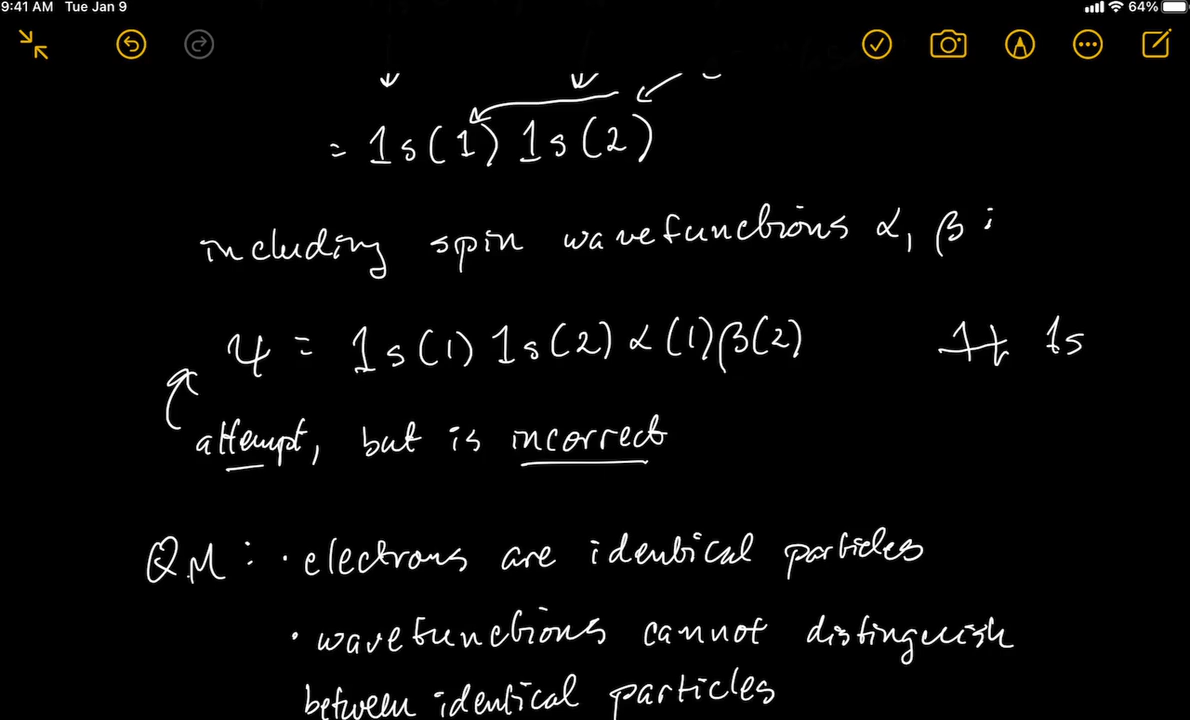 9:41 AM Tue Jan 9 64%
= 1s(1) 1s(2)
including spin wavefunctions α, β :
ψ = 1s(1) 1s(2) α(1)β(2) 1s
attempt, but is incorrect
QM: · electrons are identical particles
· wavefunctions cannot distinguish
between identical particles